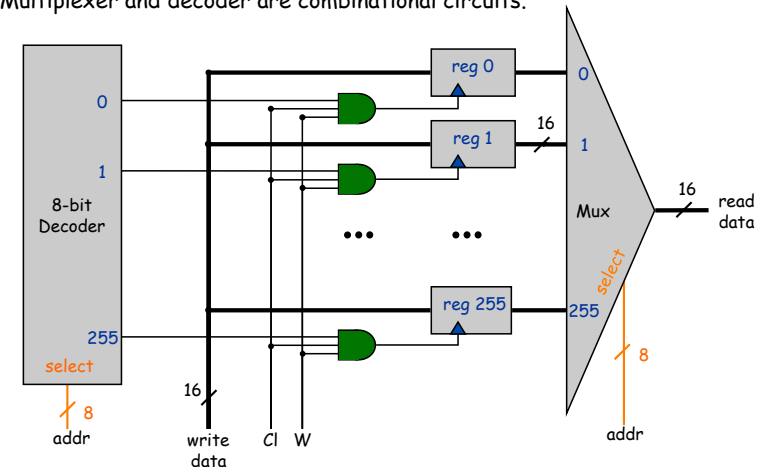 Multiplexer and decoder are combinational circuits.
reg 0
0
0
16
reg 1
1
1
8-bit
Decoder
Mux
16
read
data
•••
•••
select
reg 255
255
255
select
8
16
8
addr
write
data
Cl
W
addr